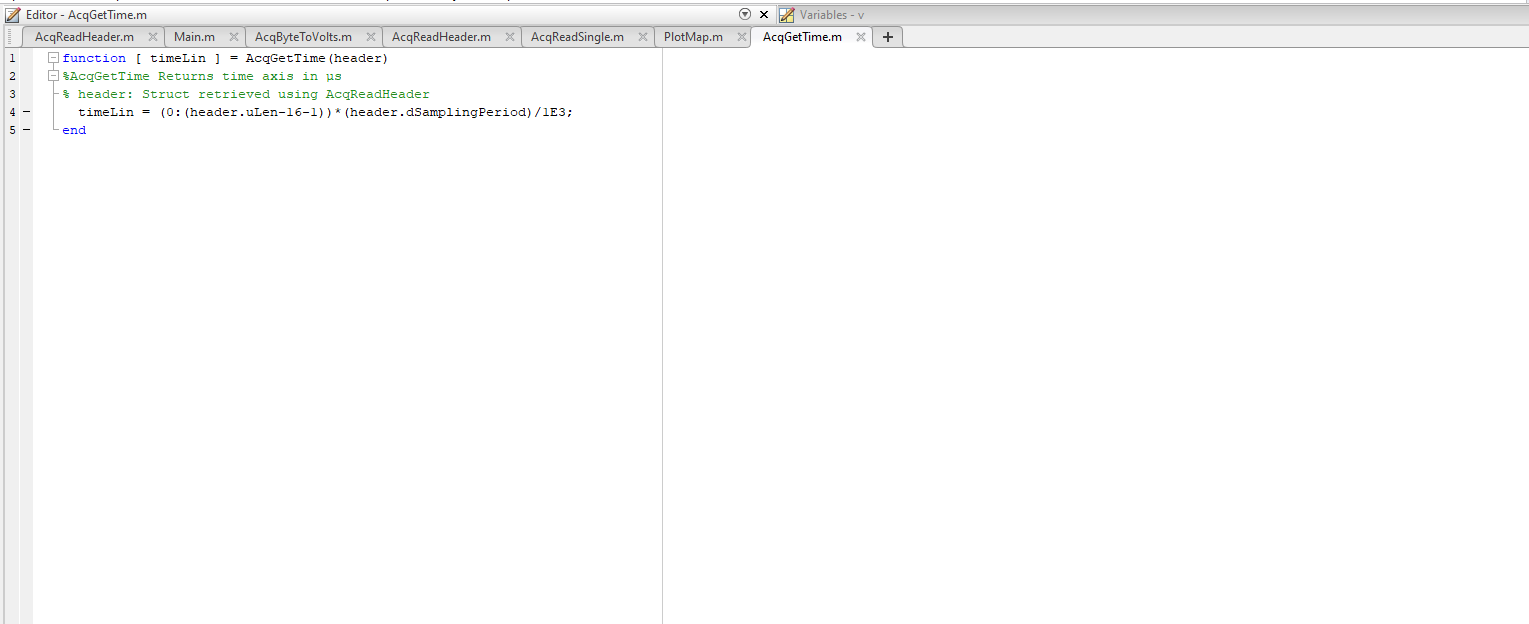 Editor - AcqGetTime.m
Variables - v
AcqReadHeader.m Main.m AcqByteToVolts.m AcqReadHeader.m AcqReadSingle.m PlotMap.m AcqGetTime.m
1 function [ timeLin ] = AcqGetTime(header)
2 %AcqGetTime Returns time axis in µs
3 % header: Struct retrieved using AcqReadHeader
4 timeLin = (0:(header.uLen-16-1))*(header.dSamplingPeriod)/1E3;
5 end